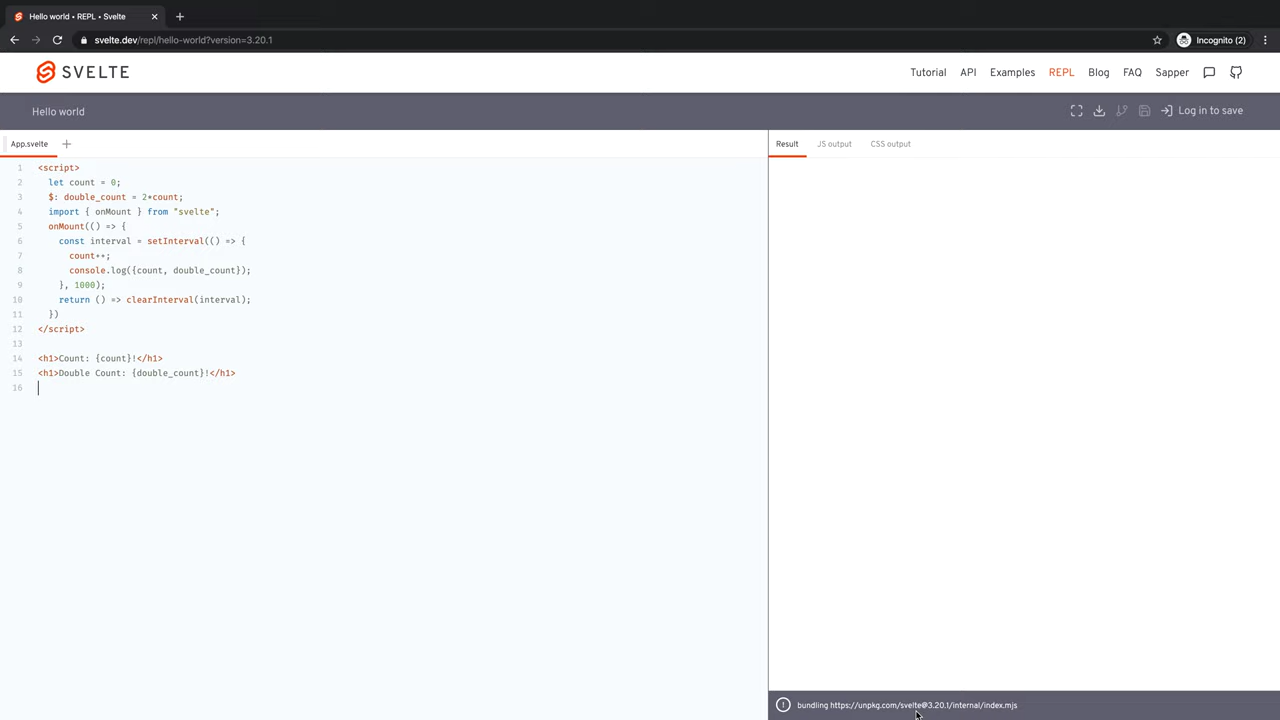 Hello world • REPL • Svelte
svelte.dev/repl/hello-world?version=3.20.1
Incognito (2)
SVELTE
Tutorial API Examples REPL Blog FAQ Sapper
Hello world
Log in to save
App.svelte
Result JS output CSS output
1 <script>
2 let count = 0;
3 $: double_count = 2*count;
4 import { onMount } from "svelte";
5 onMount(() => {
6 const interval = setInterval(() => {
7 count++;
8 console.log({count, double_count});
9 }, 1000);
10 return () => clearInterval(interval);
11 })
12 </script>
13
14 <h1>Count: {count}!</h1>
15 <h1>Double Count: {double_count}!</h1>
16
bundling https://unpkg.com/svelte@3.20.1/internal/index.mjs